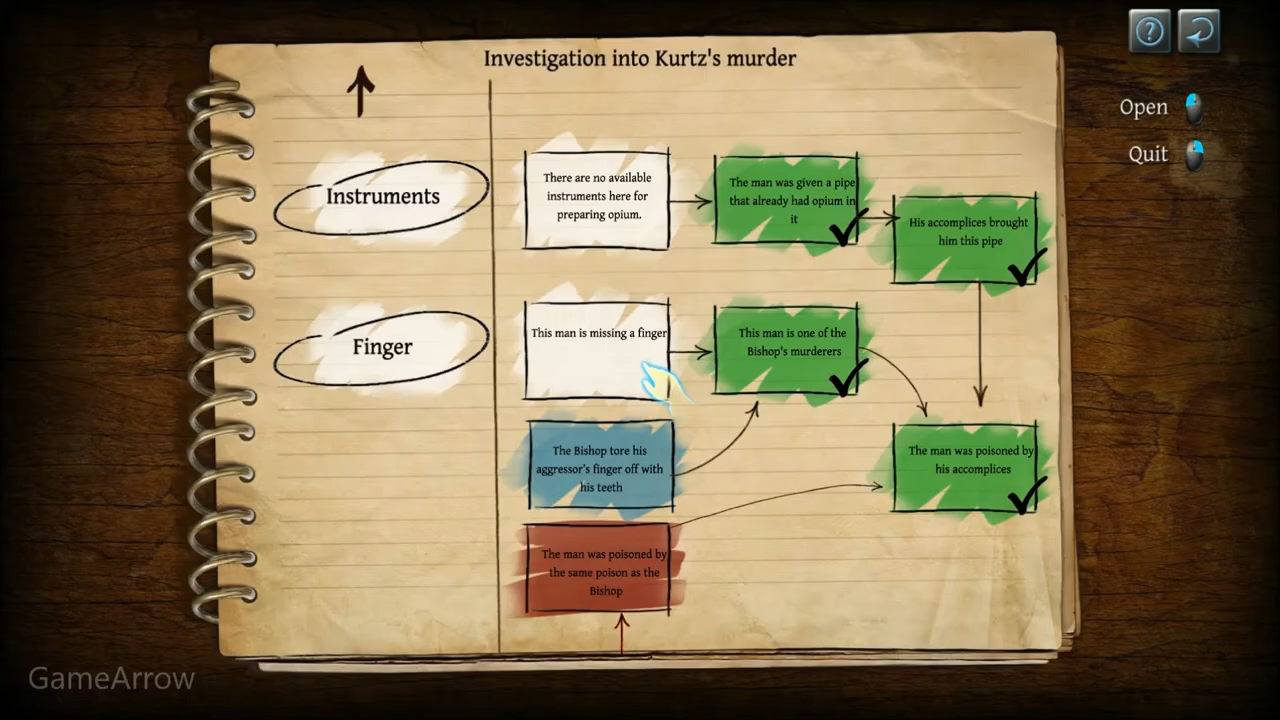 Investigation into Kurtz's murder
?
Open
Quit
Instruments
There are no available
instruments here for
preparing opium.
The man was given a pipe
that already had opium in
it
His accomplices brought
him this pipe
Finger
This man is missing a finger
This man is one of the
Bishop's murderers
The Bishop tore his
aggressor's finger off with
his teeth
The man was poisoned by
his accomplices
The man was poisoned by
the same poison as the
Bishop
GameArrow